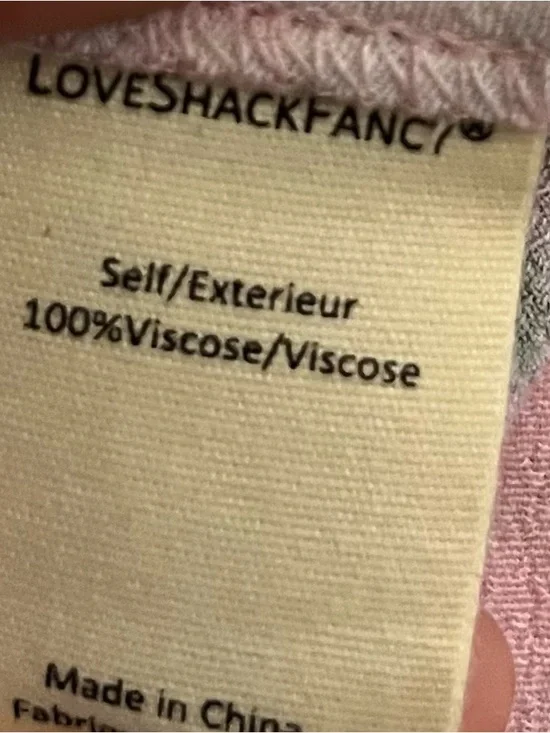 LOVESHACKFANCY®
Self/Exterieur
100%Viscose/Viscose
Made in China